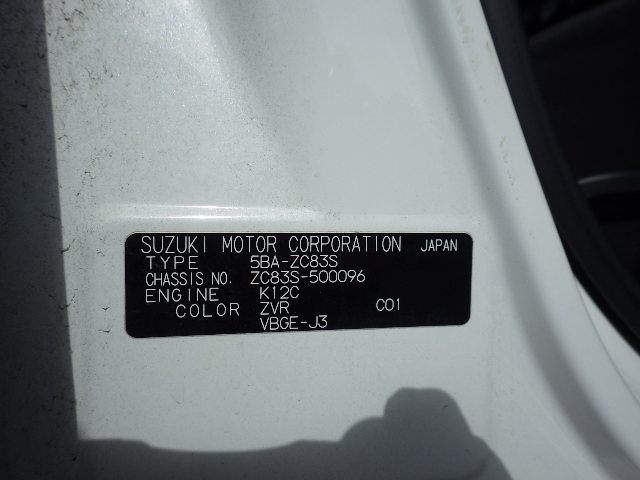 SUZUKI MOTOR CORPORATION JAPAN
TYPE 5BA-ZC83S
CHASSIS NO. ZC83S-500096
ENGINE K12C
COLOR ZVR C01
VBGE-J3